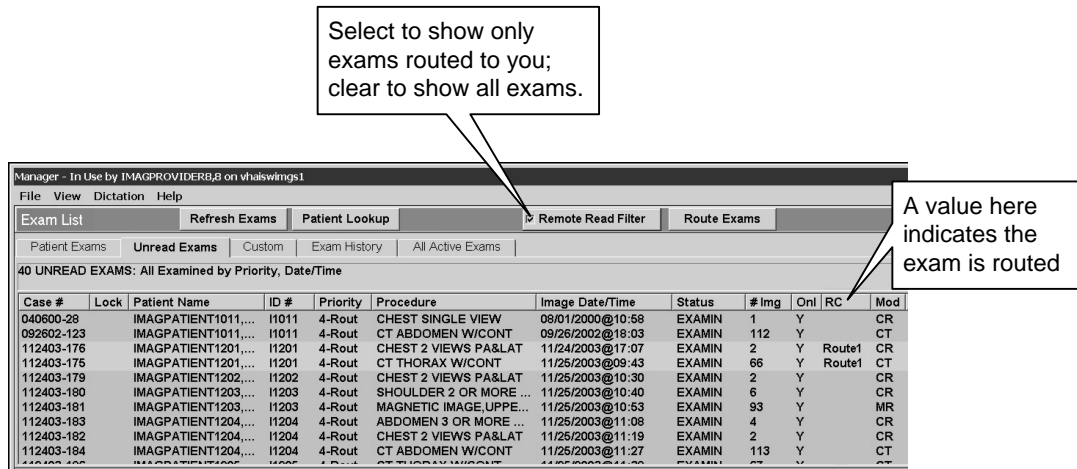 Select to show only
exams routed to you;
clear to show all exams.
Manager - In Use by IMAGPROVIDER8,8 on vhaiswimgs1
File View Dictation Help
Exam List Refresh Exams Patient Lookup Remote Read Filter Route Exams
A value here
indicates the
exam is routed
Patient Exams Unread Exams Custom Exam History All Active Exams
40 UNREAD EXAMS: All Examined by Priority, Date/Time
Case # Lock Patient Name ID # Priority Procedure Image Date/Time Status # Img Onl RC Mod
040600-28 IMAGPATIENT1011,... I1011 4-Rout CHEST SINGLE VIEW 08/01/2000@10:58 EXAMIN 1 Y CR
092602-123 IMAGPATIENT1011,... I1011 4-Rout CT ABDOMEN W/CONT 09/26/2002@18:03 EXAMIN 112 Y CT
112403-176 IMAGPATIENT1201,... I1201 4-Rout CHEST 2 VIEWS PA&LAT 11/24/2003@17:07 EXAMIN 2 Y Route1 CR
112403-175 IMAGPATIENT1201,... I1201 4-Rout CT THORAX W/CONT 11/25/2003@09:43 EXAMIN 66 Y Route1 CT
112403-179 IMAGPATIENT1202,... I1202 4-Rout CHEST 2 VIEWS PA&LAT 11/25/2003@10:30 EXAMIN 2 Y CR
112403-180 IMAGPATIENT1203,... I1203 4-Rout SHOULDER 2 OR MORE ... 11/25/2003@10:40 EXAMIN 6 Y CR
112403-181 IMAGPATIENT1203,... I1203 4-Rout MAGNETIC IMAGE,UPPE... 11/25/2003@10:53 EXAMIN 93 Y MR
112403-183 IMAGPATIENT1204,... I1204 4-Rout ABDOMEN 3 OR MORE ... 11/25/2003@11:08 EXAMIN 4 Y CR
112403-182 IMAGPATIENT1204,... I1204 4-Rout CHEST 2 VIEWS PA&LAT 11/25/2003@11:19 EXAMIN 2 Y CR
112403-184 IMAGPATIENT1204,... I1204 4-Rout CT ABDOMEN W/CONT 11/25/2003@11:27 EXAMIN 113 Y CT